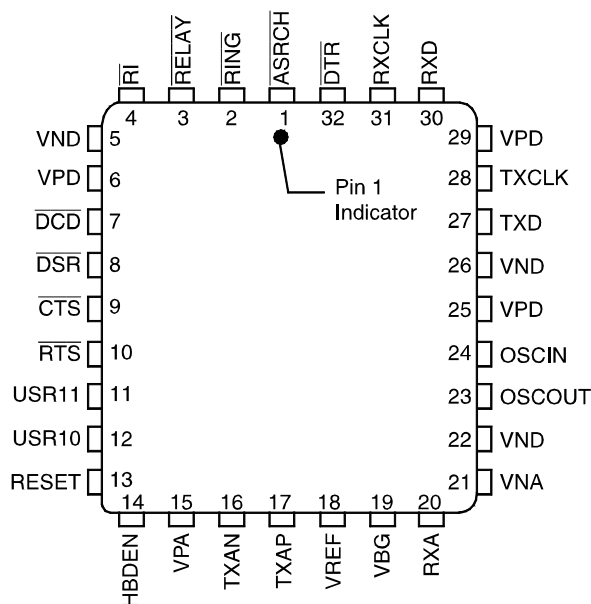 RI RELAY RING ASRCH DTR RXCLK RXD
4 3 2 1 32 31 30
VND 5 29 VPD
VPD 6 28 TXCLK
Pin 1
Indicator
DCD 7 27 TXD
DSR 8 26 VND
CTS 9 25 VPD
RTS 10 24 OSCIN
USR11 11 23 OSCOUT
USR10 12 22 VND
RESET 13 21 VNA
14 15 16 17 18 19 20
HBDEN VPA TXAN TXAP VREF VBG RXA